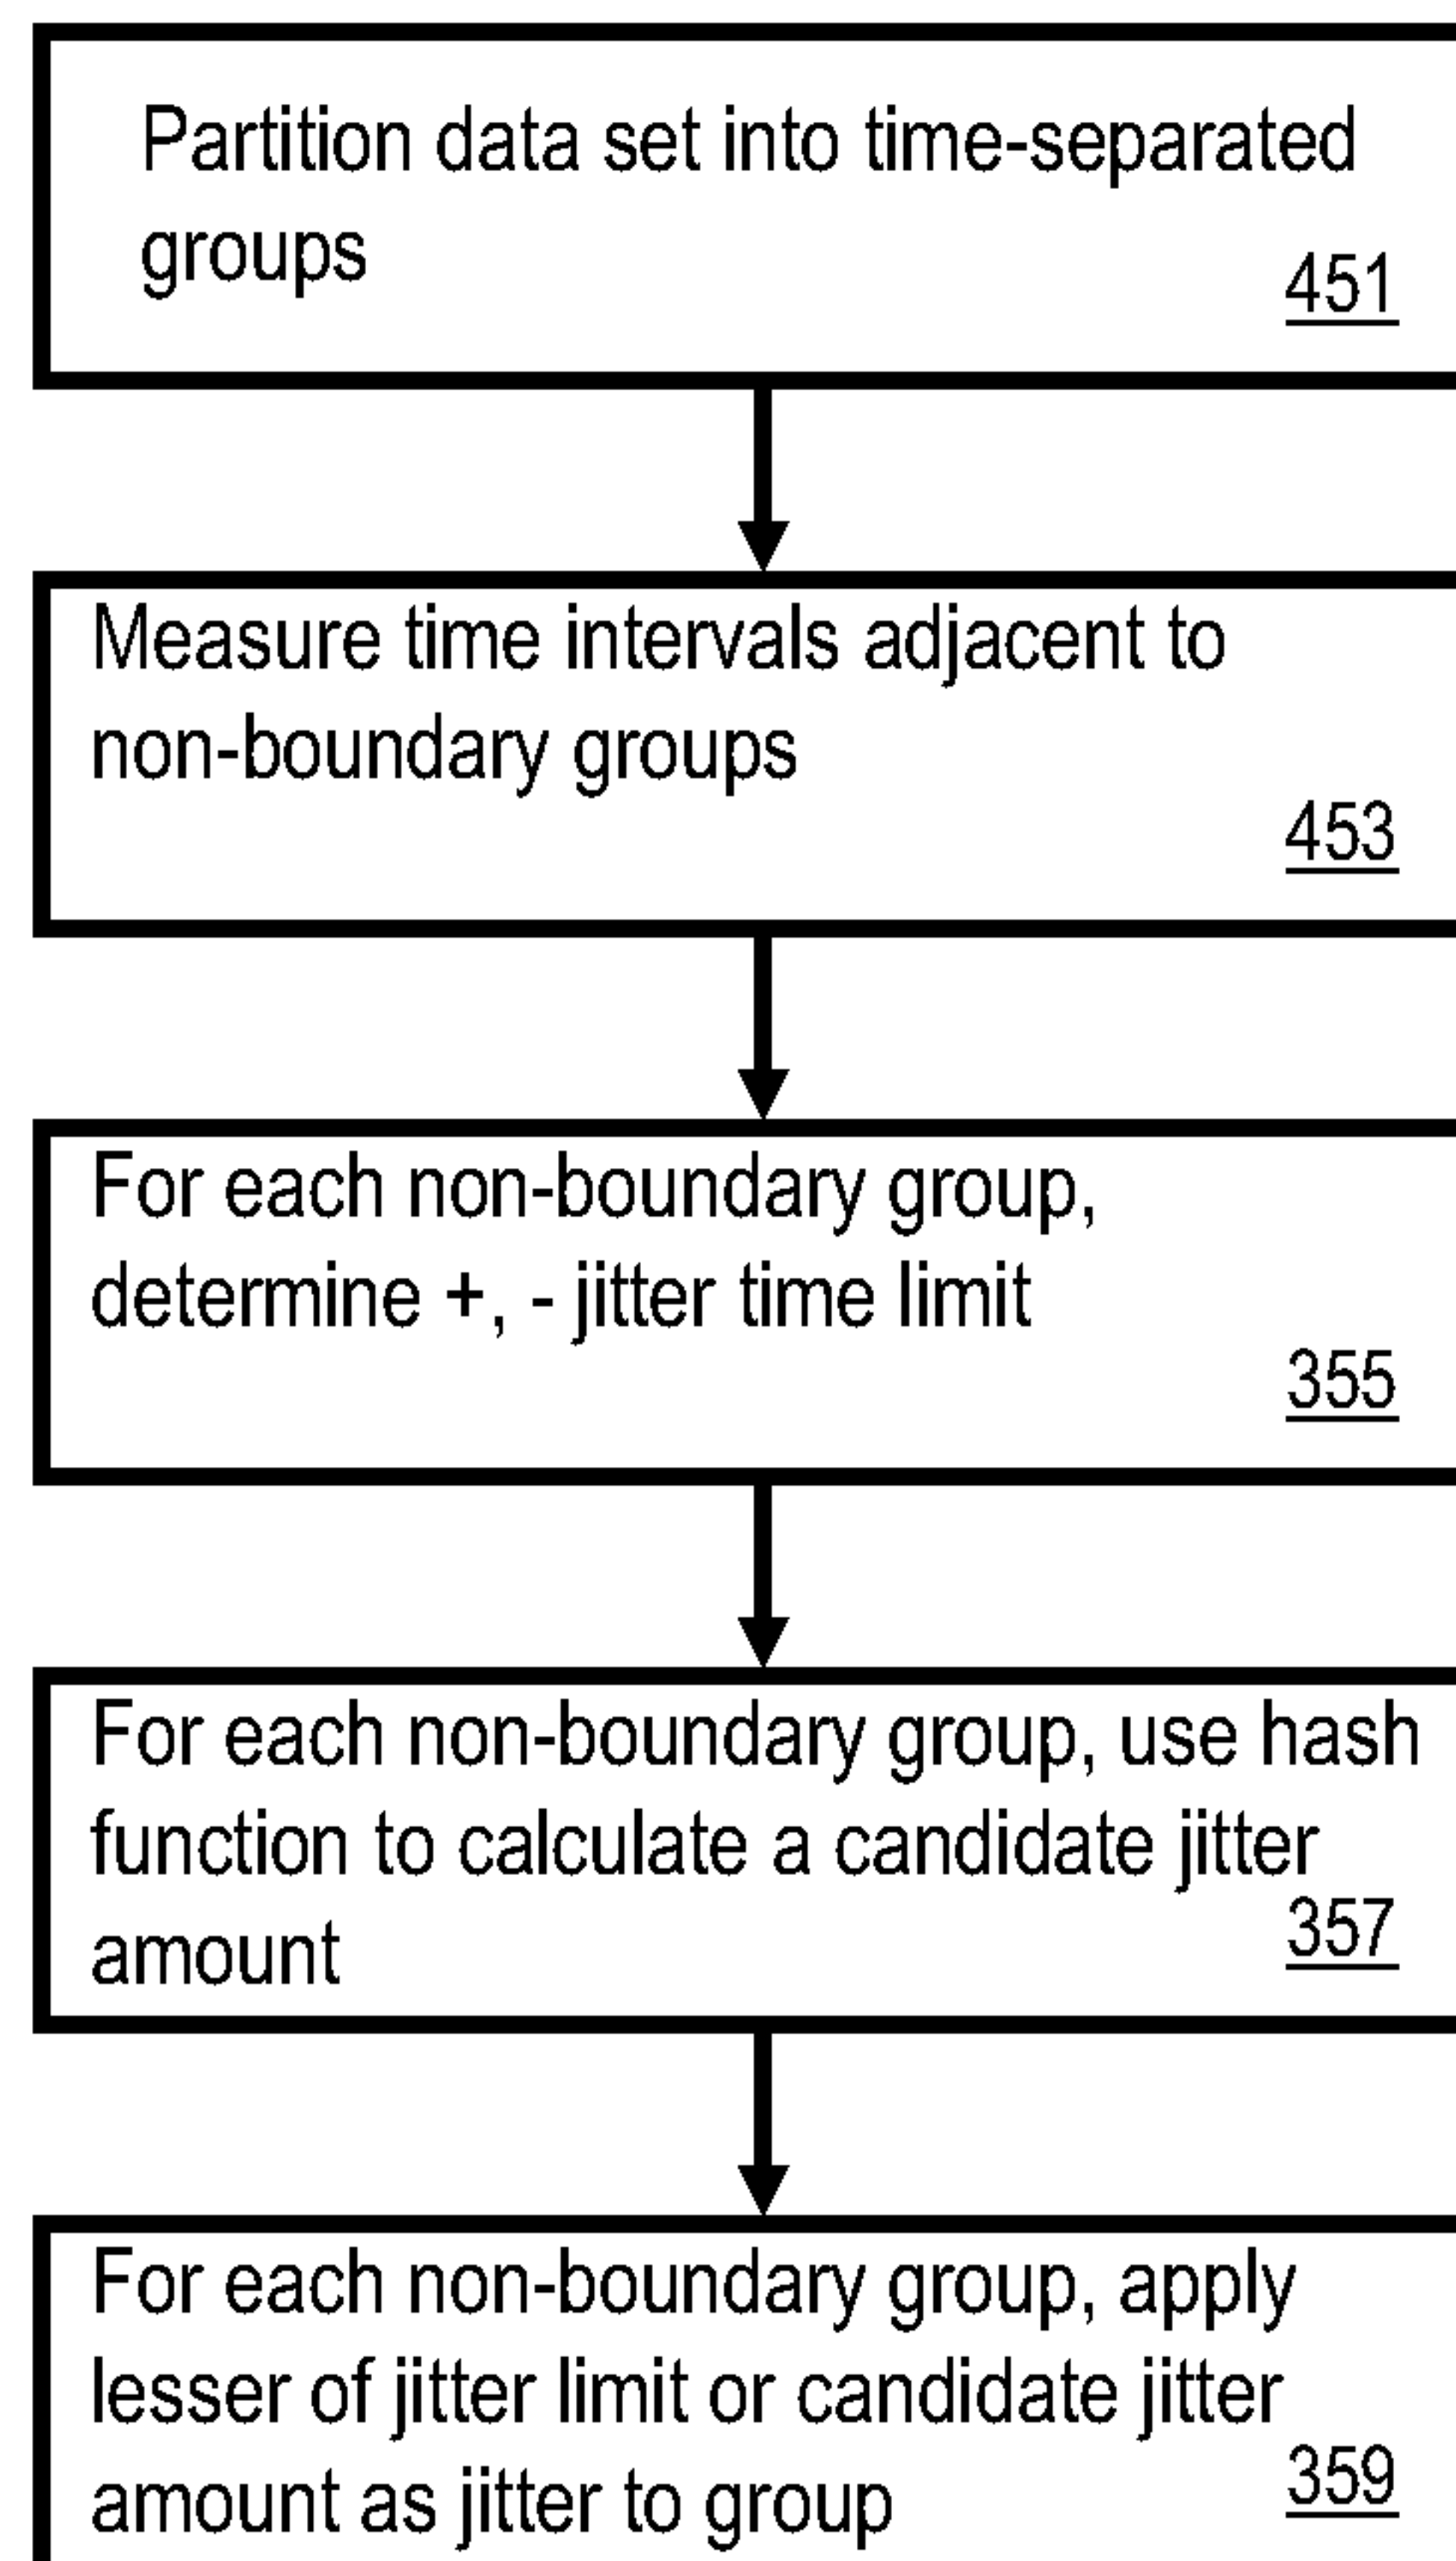 Partition data set into time-separated
groups
451
Measure time intervals adjacent to
non-boundary groups
453
For each non-boundary group,
determine +, - jitter time limit
355
For each non-boundary group, use hash
function to calculate a candidate jitter
amount
357
For each non-boundary group, apply
lesser of jitter limit or candidate jitter
amount as jitter to group
359